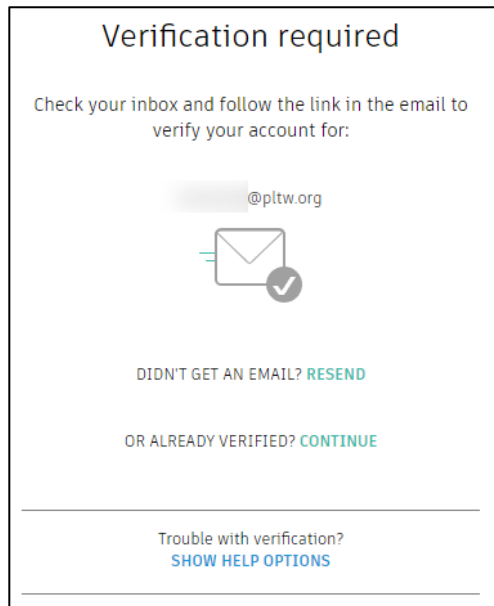 Verification required
Check your inbox and follow the link in the email to
verify your account for:
@pltw.org
DIDN'T GET AN EMAIL? RESEND
OR ALREADY VERIFIED? CONTINUE
Trouble with verification?
SHOW HELP OPTIONS